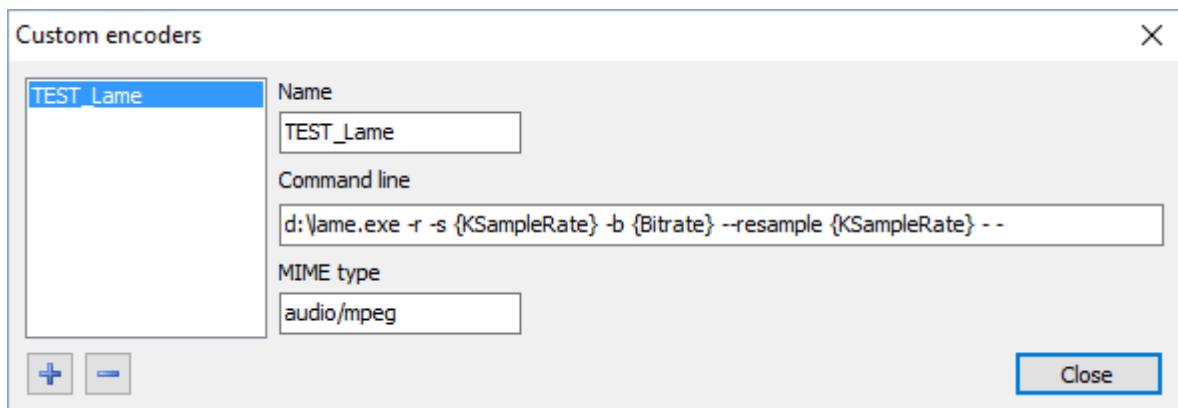 Custom encoders
TEST_Lame
Name
TEST_Lame
Command line
d:\lame.exe -r -s {KSampleRate} -b {Bitrate} --resample {KSampleRate} - -
MIME type
audio/mpeg
Close